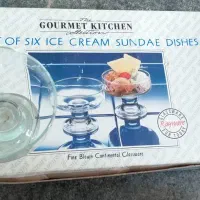 The
GOURMET KITCHEN
Collection
T OF SIX ICE CREAM SUNDAE DISHES
Fine Blown Continental Glassware